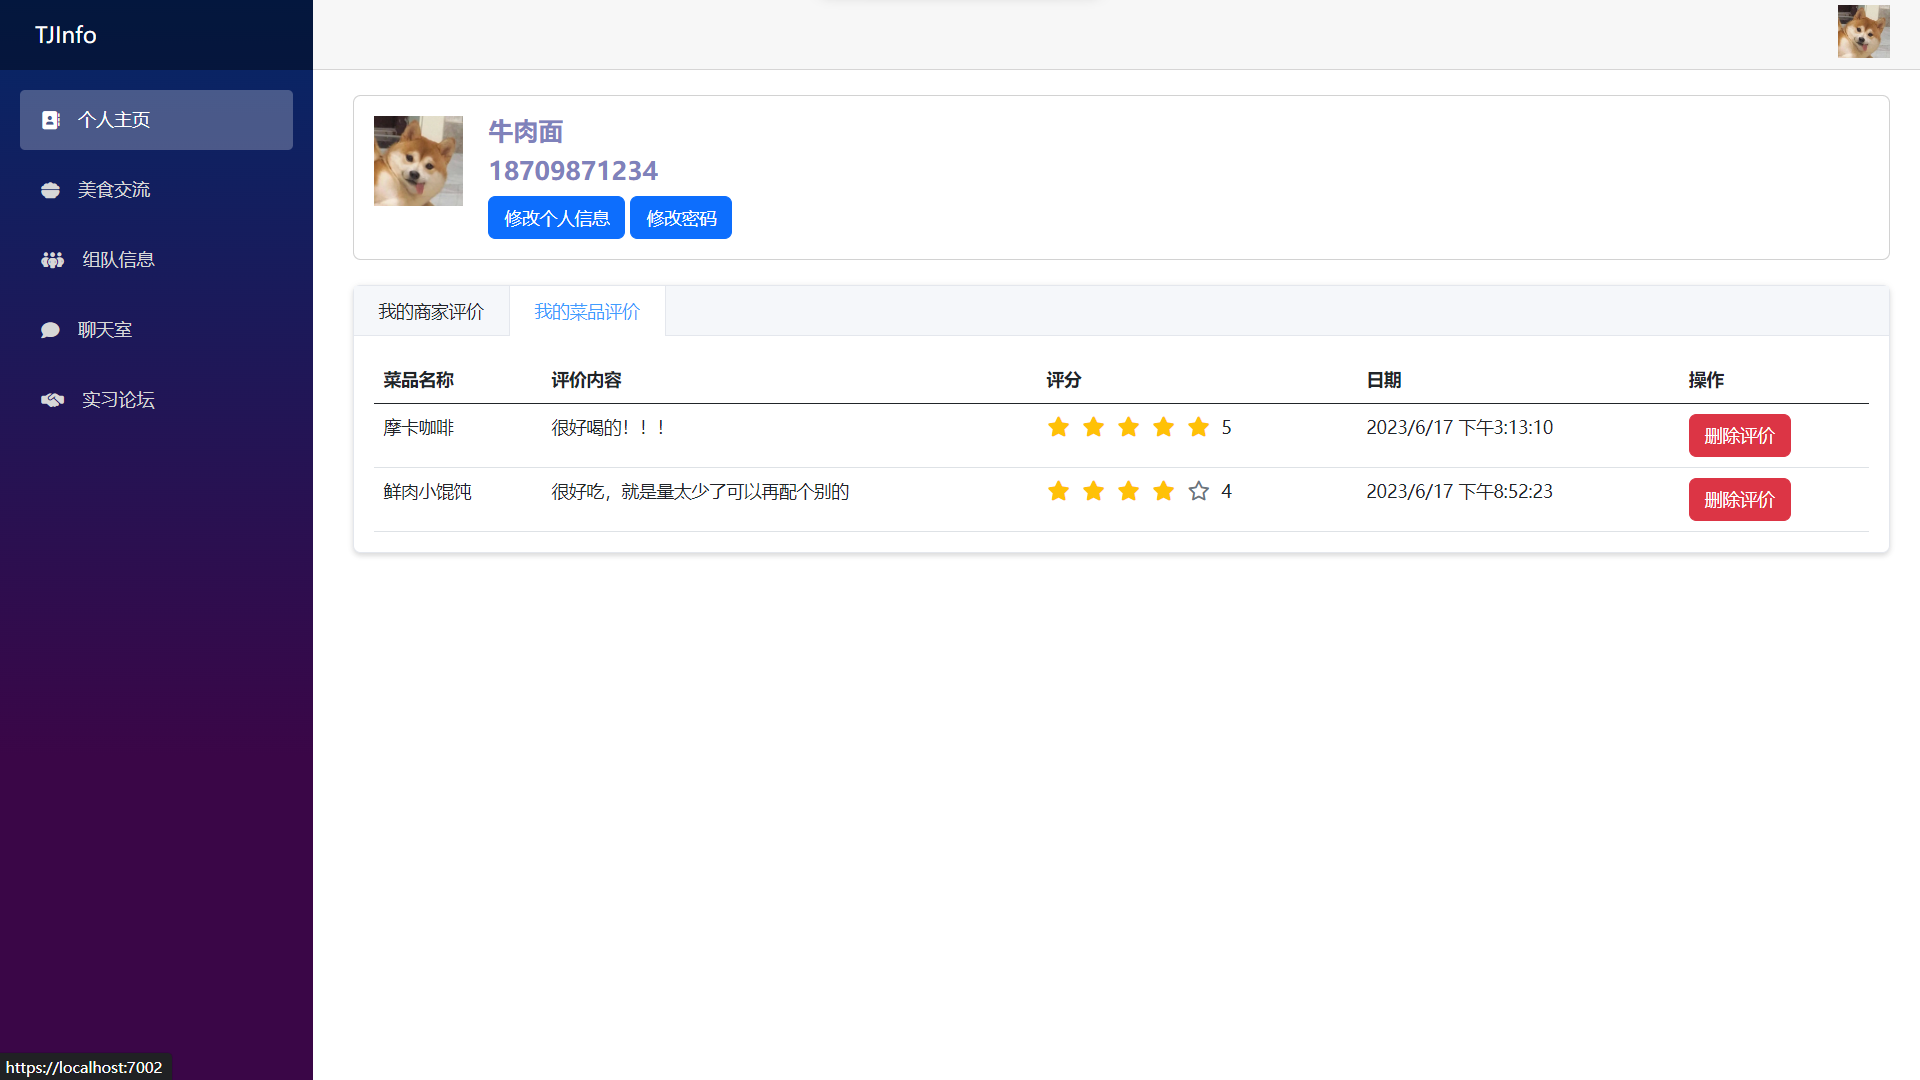 TJInfo
个人主页
美食交流
组队信息
聊天室
实习论坛
牛肉面
18709871234
修改个人信息 修改密码
我的商家评价 我的菜品评价
菜品名称 评价内容 评分 日期 操作
摩卡咖啡 很好喝的！！！ 5 2023/6/17 下午3:13:10 删除评价
鲜肉小馄饨 很好吃，就是量太少了可以再配个别的 4 2023/6/17 下午8:52:23 删除评价
https://localhost:7002